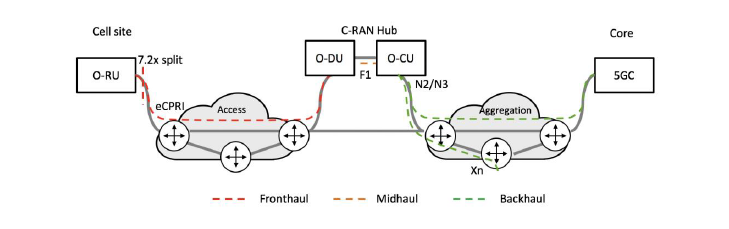 Cell site
C-RAN Hub
Core
7.2x split
O-RU
O-DU
O-CU
5GC
F1
N2/N3
eCPRI
Access
Aggregation
Xn
Fronthaul
Midhaul
Backhaul